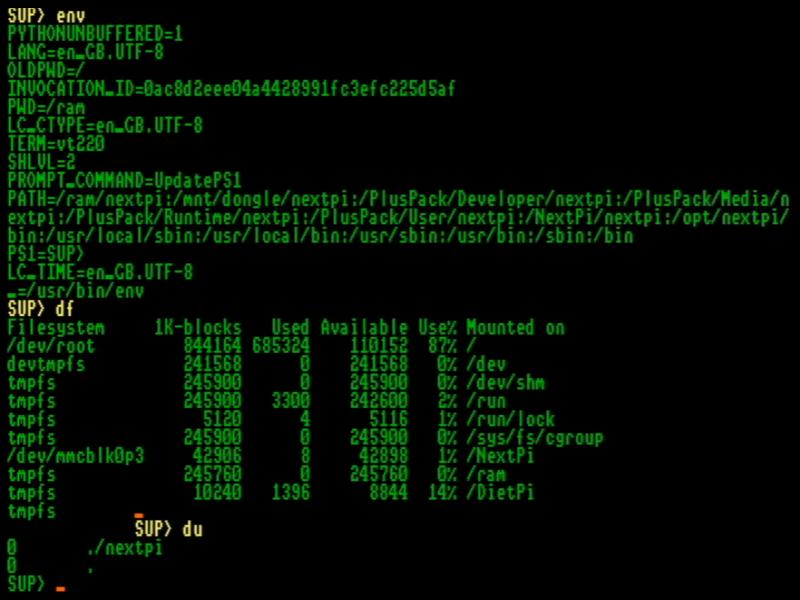 SUP> env
PYTHONUNBUFFERED=1
LANG=en_GB.UTF-8
OLDPWD=/
INVOCATION_ID=0ac8d2eee04a4428991fc3efc225d5af
PWD=/ram
LC_CTYPE=en_GB.UTF-8
TERM=vt220
SHLVL=2
PROMPT_COMMAND=UpdatePS1
PATH=/ram/nextpi:/mnt/dongle/nextpi:/PlusPack/Developer/nextpi:/PlusPack/Media/n
extpi:/PlusPack/Runtime/nextpi:/PlusPack/User/nextpi:/NextPi/nextpi:/opt/nextpi/
bin:/usr/local/sbin:/usr/local/bin:/usr/sbin:/usr/bin:/sbin:/bin
PS1=SUP>
LC_TIME=en_GB.UTF-8
_=/usr/bin/env
SUP> df
Filesystem     1K-blocks   Used Available Use% Mounted on
/dev/root         844164 685324    110152  87% /
devtmpfs          241568      0    241568   0% /dev
tmpfs             245900      0    245900   0% /dev/shm
tmpfs             245900   3300    242600   2% /run
tmpfs               5120      4      5116   1% /run/lock
tmpfs             245900      0    245900   0% /sys/fs/cgroup
/dev/mmcblk0p3     42906      8     42898   1% /NextPi
tmpfs             245760      0    245760   0% /ram
tmpfs              10240   1396      8844  14% /DietPi
tmpfs
SUP> du
0       ./nextpi
0       .
SUP>